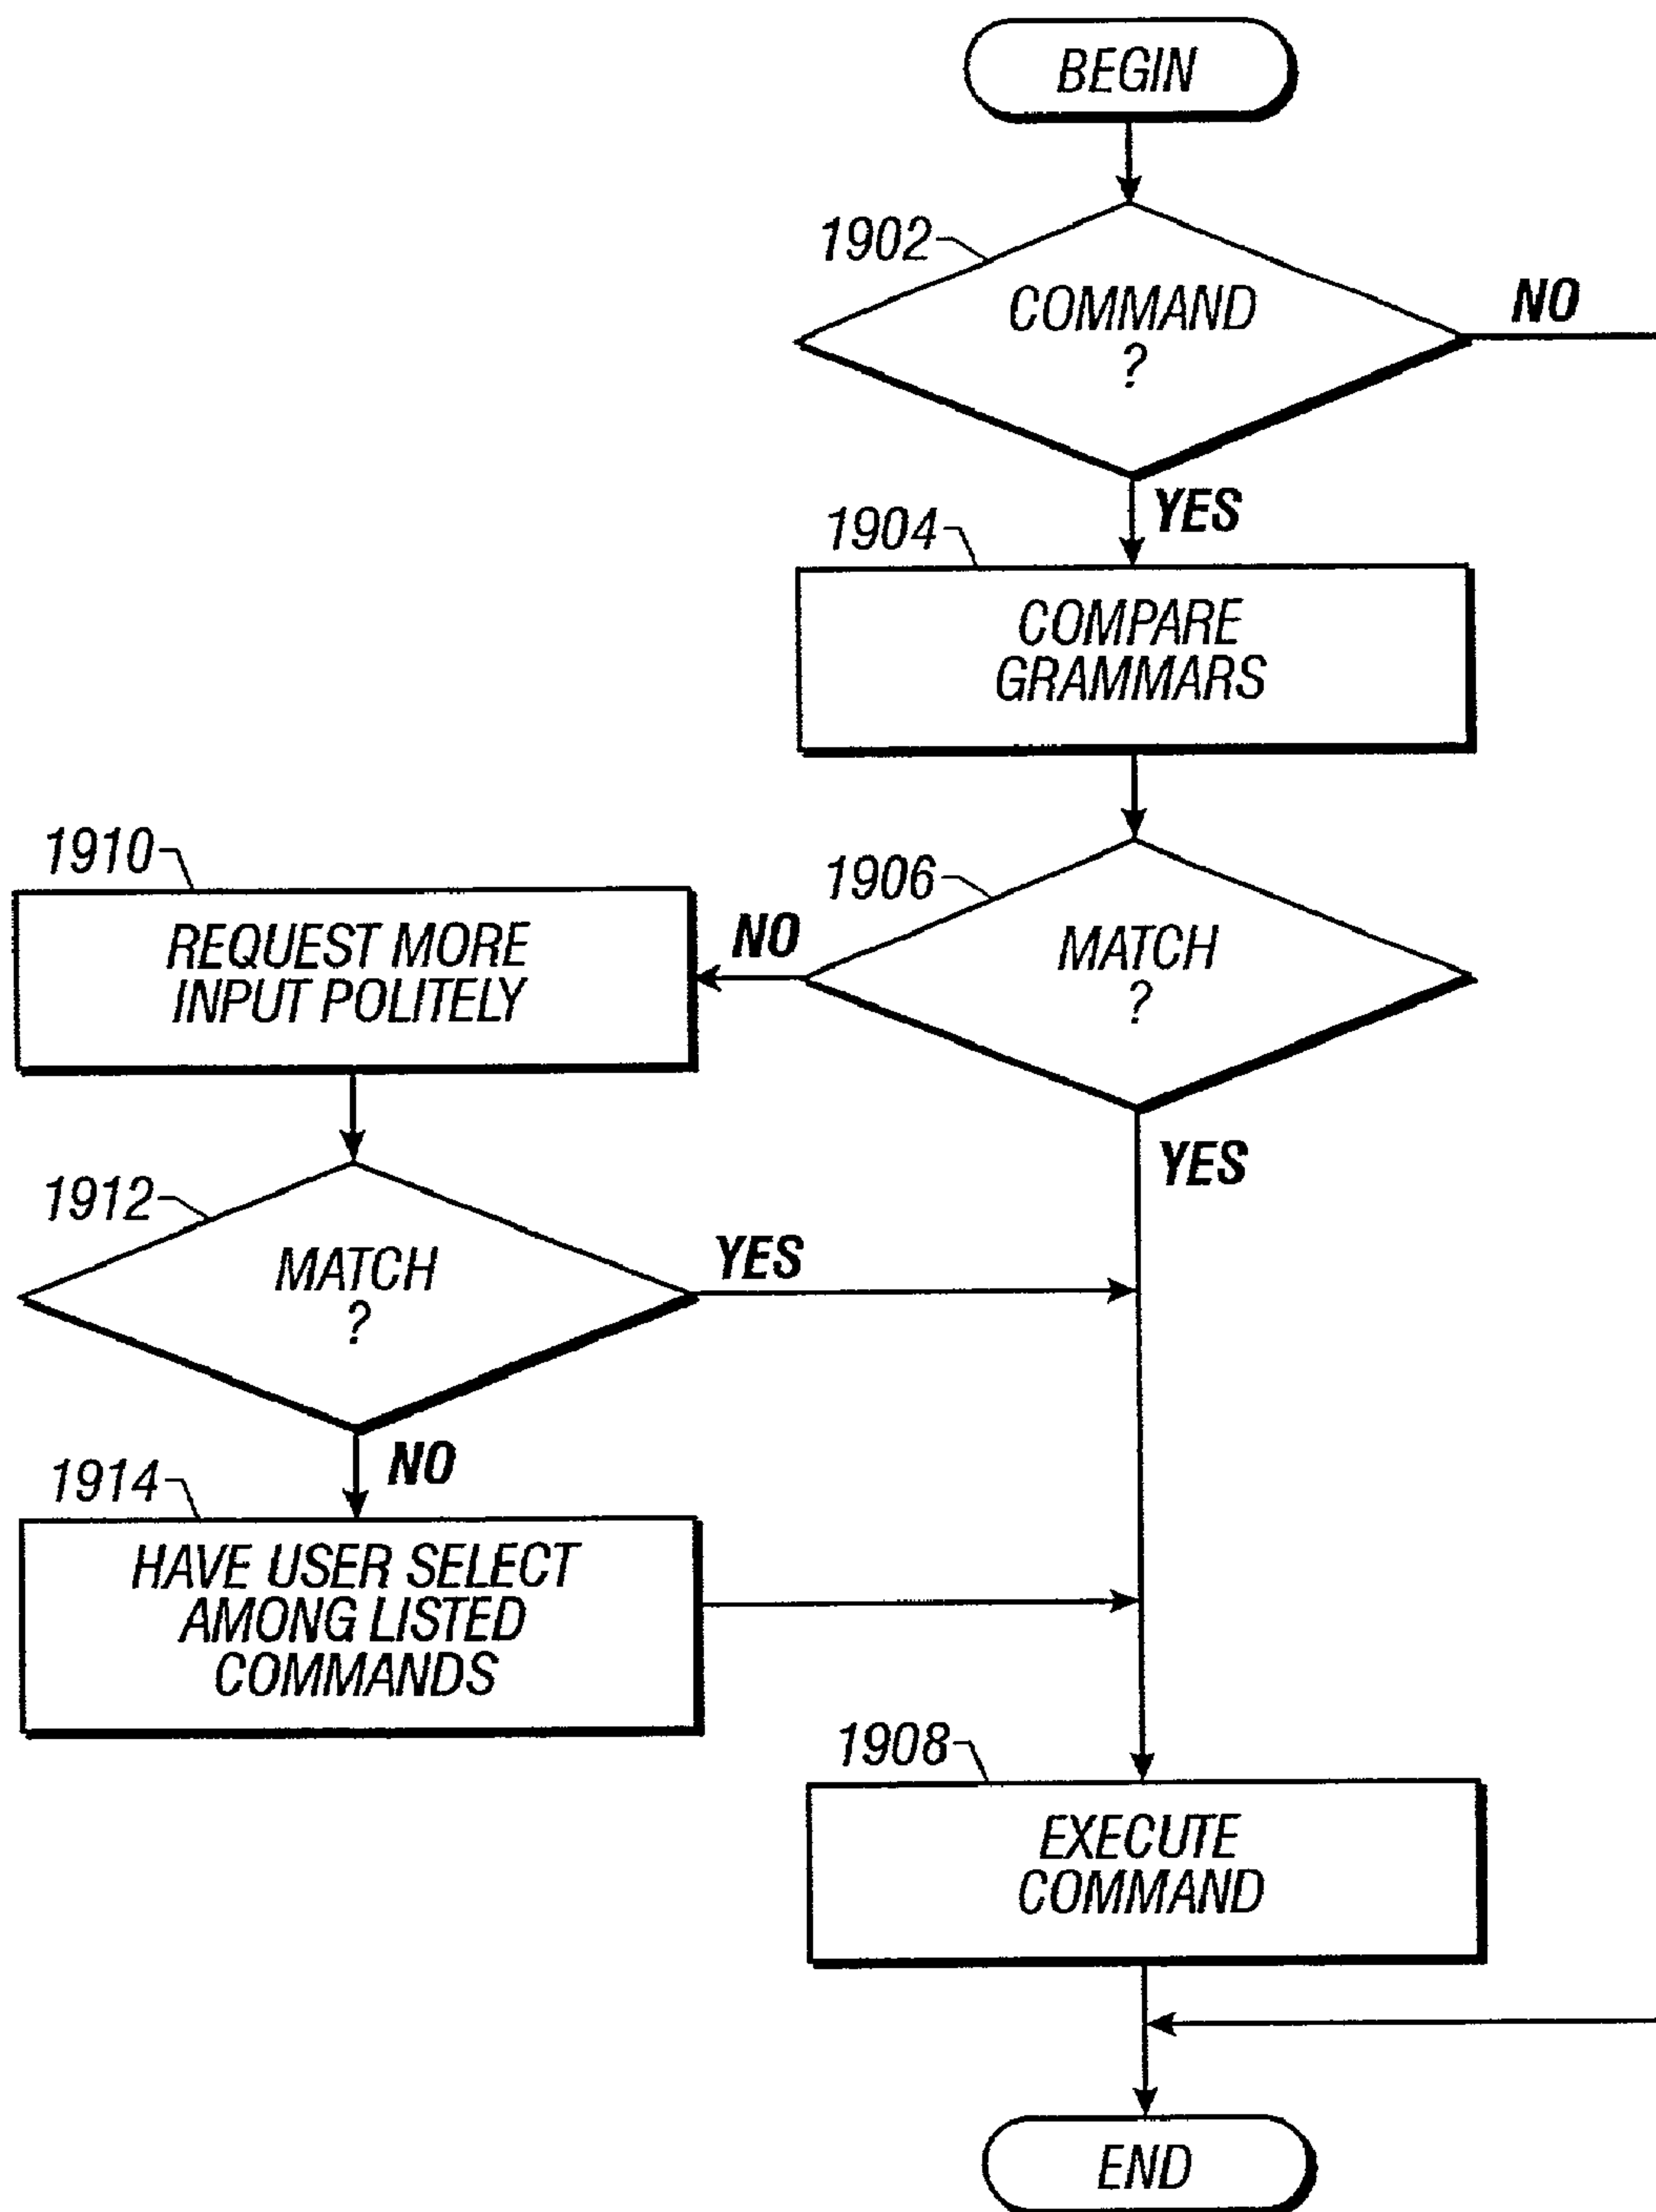 BEGIN
1902
COMMAND
?
NO
YES
1904
COMPARE
GRAMMARS
1910
REQUEST MORE
INPUT POLITELY
1906
NO
MATCH
?
YES
1912
MATCH
?
YES
NO
1914
HAVE USER SELECT
AMONG LISTED
COMMANDS
1908
EXECUTE
COMMAND
END